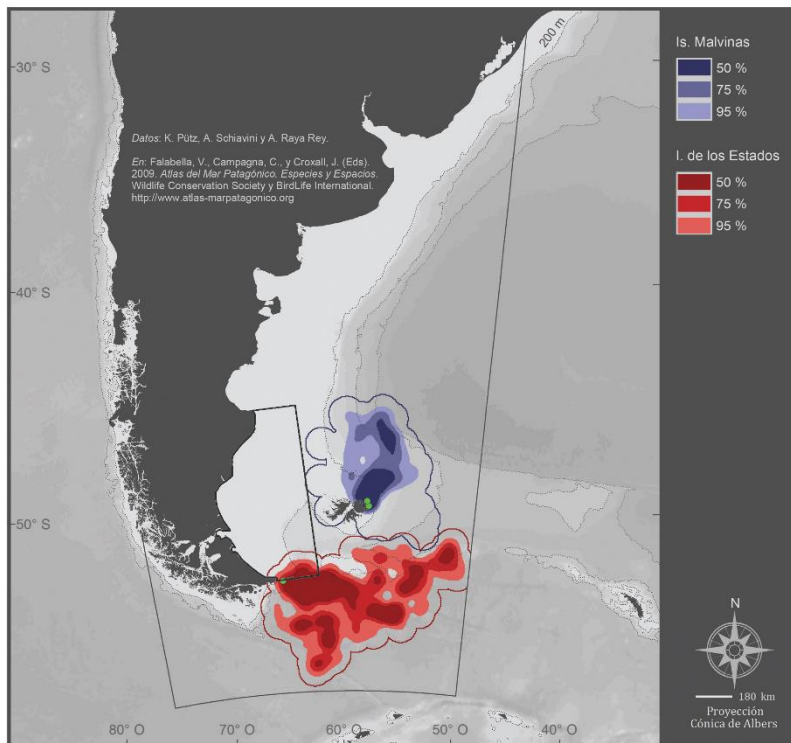 200 m
30° S
40° S
50° S
Datos: K. Pütz, A. Schiavini y A. Raya Rey.
En: Falabella, V., Campagna, C., y Croxall, J. (Eds).
2009. Atlas del Mar Patagónico. Especies y Espacios.
Wildlife Conservation Society y BirdLife International.
http://www.atlas-marpatagonico.org
80° O
70° O
60° O
50° O
40° O
Is. Malvinas
50 %
75 %
95 %
I. de los Estados
50 %
75 %
95 %
N
180 km
Proyección
Cónica de Albers